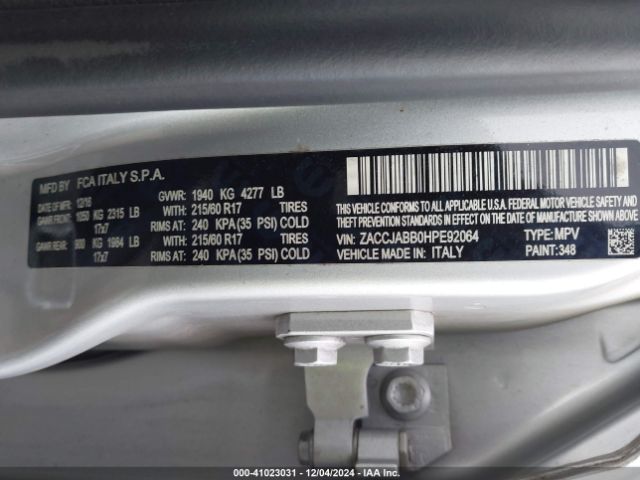 MFD BY FCA ITALY S.P.A.
DATE OF MFR: 12/16 GVWR: 1940 KG 4277 LB
GAWR FRONT: 1050 KG 2315 LB WITH: 215/60 R17 TIRES
17x7 RIMS AT: 240 KPA(35 PSI) COLD
GAWR REAR: 900 KG 1984 LB WITH: 215/60 R17 TIRES
17x7 RIMS AT: 240 KPA(35 PSI) COLD
THIS VEHICLE CONFORMS TO ALL APPLICABLE U.S.A. FEDERAL MOTOR VEHICLE SAFETY,
BUMPER, AND THEFT PREVENTION STANDARDS IN EFFECT ON THE DATE OF MANUFACTURE SHOWN ABOVE.
VIN: ZACCJABB0HPE92064 TYPE: MPV
VEHICLE MADE IN: ITALY PAINT: 348
000-41023031 - 12/04/2024 - IAA Inc.